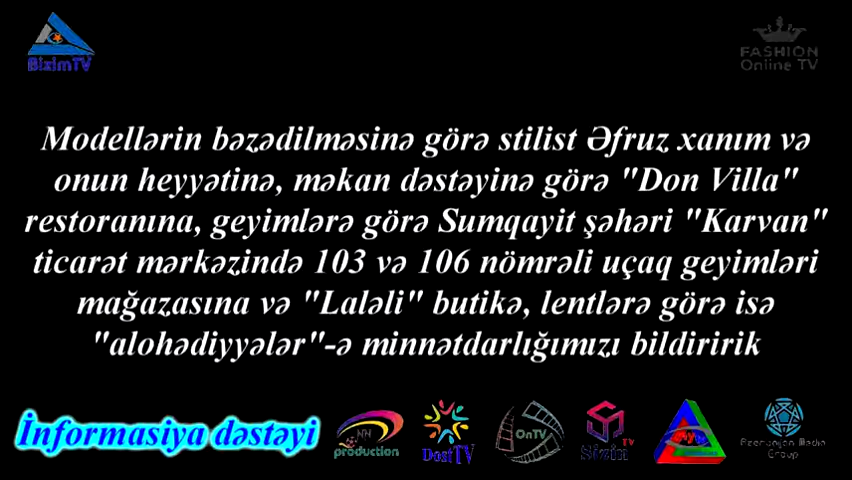 BizimTV
FASHION
Online TV
Modellərin bəzədilməsinə görə stilist Əfruz xanım və
onun heyyətinə, məkan dəstəyinə görə "Don Villa"
restoranına, geyimlərə görə Sumqayit şəhəri "Karvan"
ticarət mərkəzində 103 və 106 nömrəli uçaq geyimləri
mağazasına və "Laləli" butikə, lentlərə görə isə
"alohədiyyələr"-ə minnətdarlığımızı bildiririk
İnformasiya dəstəyi
NH
production
DostTV
OnTV
Sizin TV
Azerbaijan Media
Group